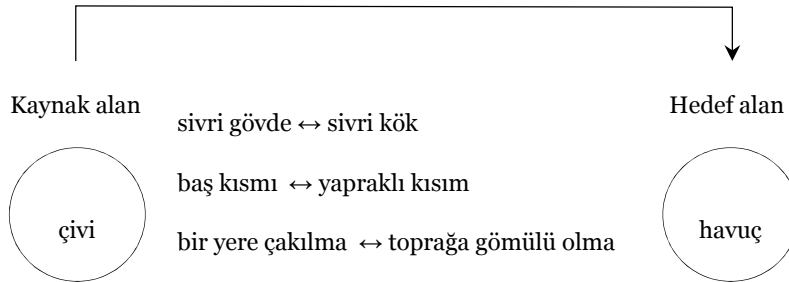 Kaynak alan
Hedef alan
sivri gövde ↔ sivri kök
baş kısmı ↔ yapraklı kısım
çivi
bir yere çakılma ↔ toprağa gömülü olma
havuç